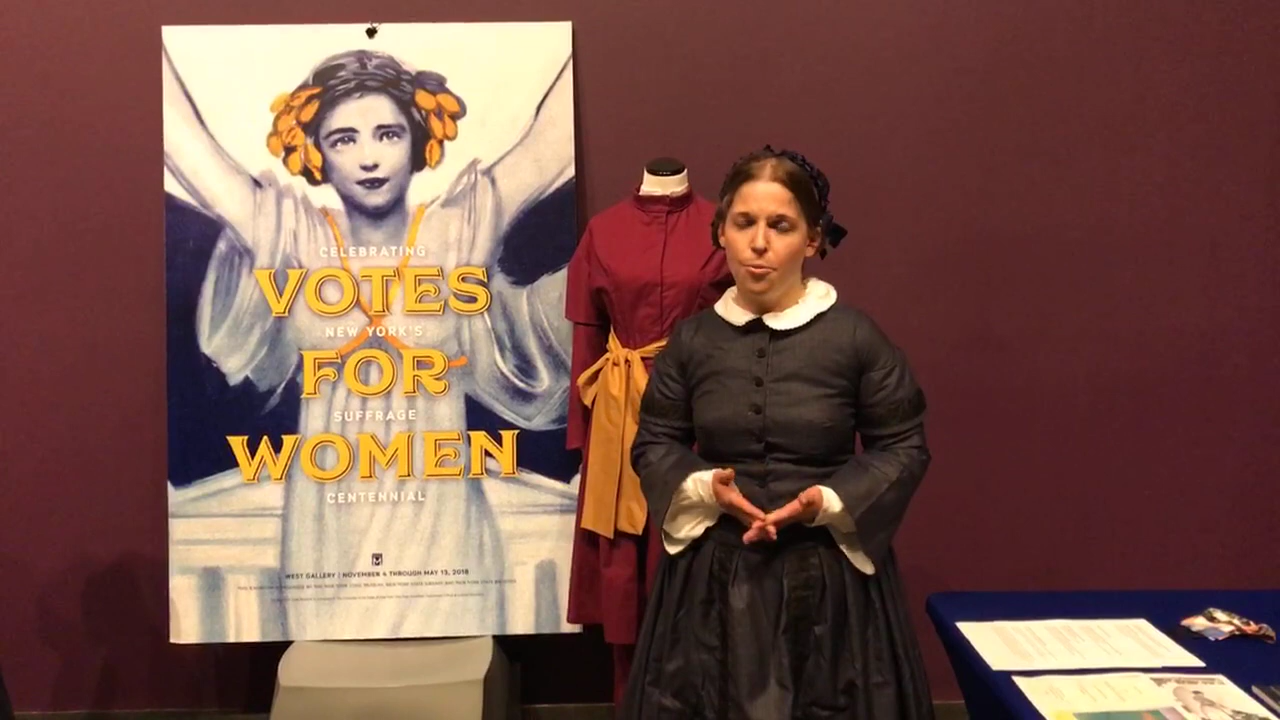 CELEBRATING
VOTES
NEW YORK'S
FOR
SUFFRAGE
WOMEN
CENTENNIAL
WEST GALLERY | NOVEMBER 4 THROUGH MAY 13, 2018